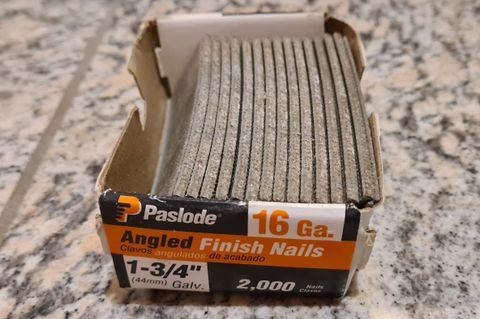 Paslode®
16 Ga.
Angled Finish Nails
Clavos angulados de acabado
1-3/4"
(44mm) Galv.
2,000 Nails
Clavos